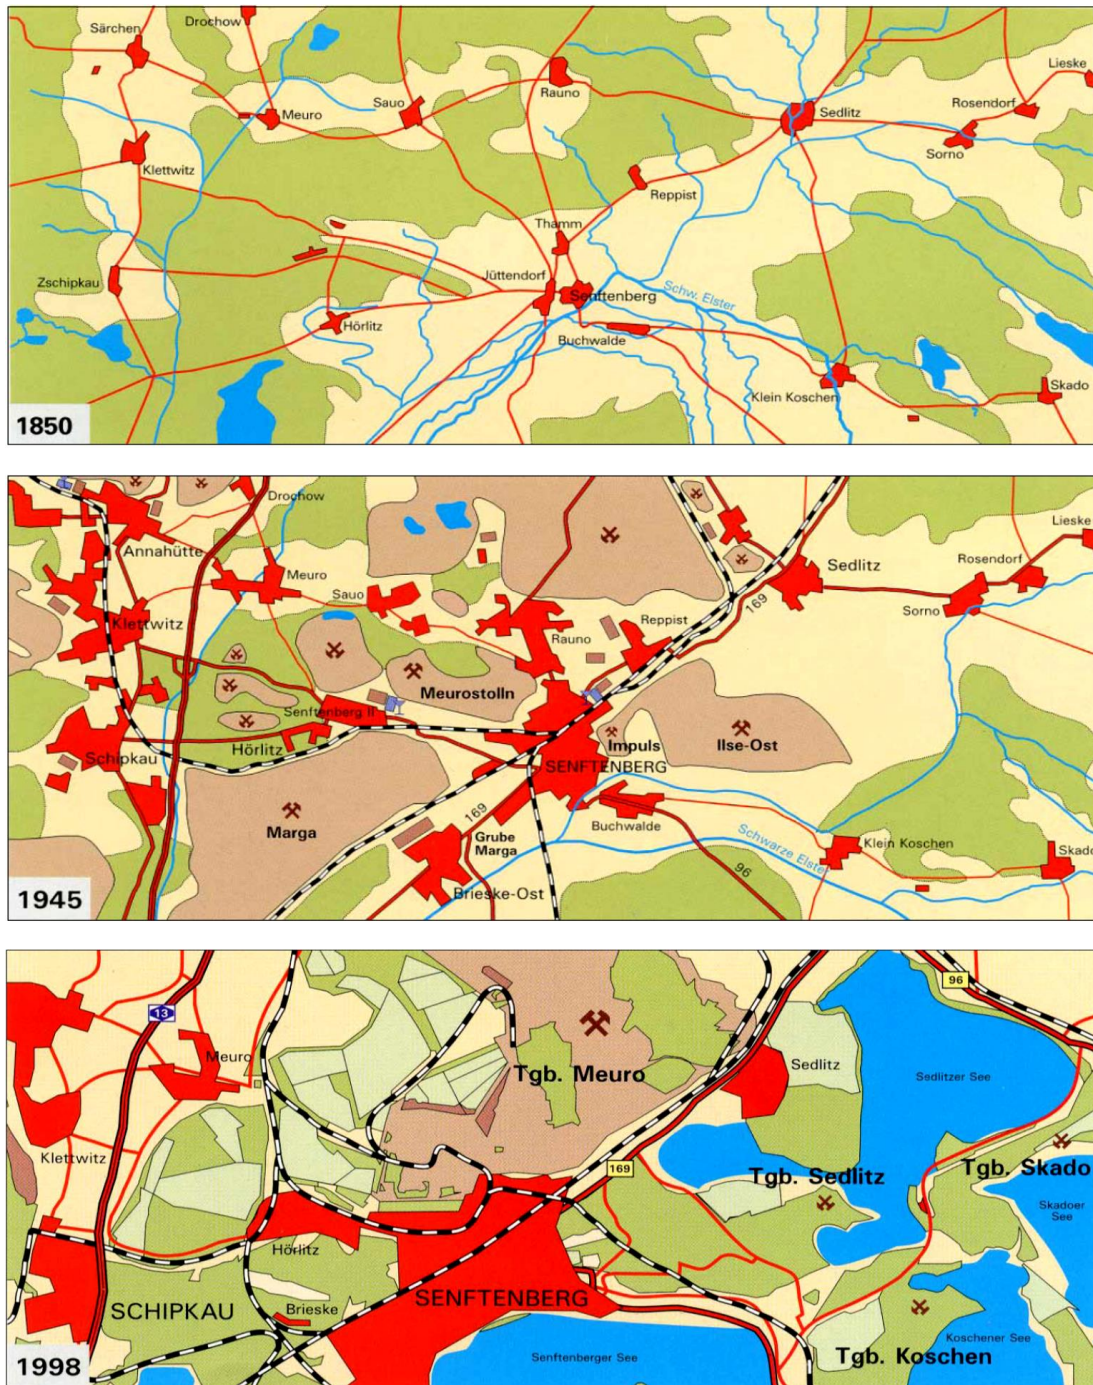 Särchen
Drochow
Lieske
Sauo
Rauno
Meuro
Sedlitz
Rosendorf
Sorno
Klettwitz
Reppist
Thamm
Zschipkau
Jüttendorf
Senftenberg
Schw. Elster
Hörlitz
Buchwalde
Klein Koschen
Skado
1850
Drochow
Annahütte
Lieske
Meuro
Sedlitz
Rosendorf
Sauo
169
Klettwitz
Reppist
Rauno
Sorno
Meurostolln
Senftenberg II
Hörlitz
Impuls
Ilse-Ost
Schipkau
SENFTENBERG
169
Marga
Buchwalde
Grube
Marga
Schwarze Elster
Klein Koschen
Skado
96
Brieske-Ost
1945
96
13
Meuro
Tgb. Meuro
Sedlitz
Sedlitzer See
Klettwitz
169
Tgb. Sedlitz
Tgb. Skado
Skadoer
See
Hörlitz
SCHIPKAU
Brieske
SENFTENBERG
Senftenberger See
Koschener See
Tgb. Koschen
1998